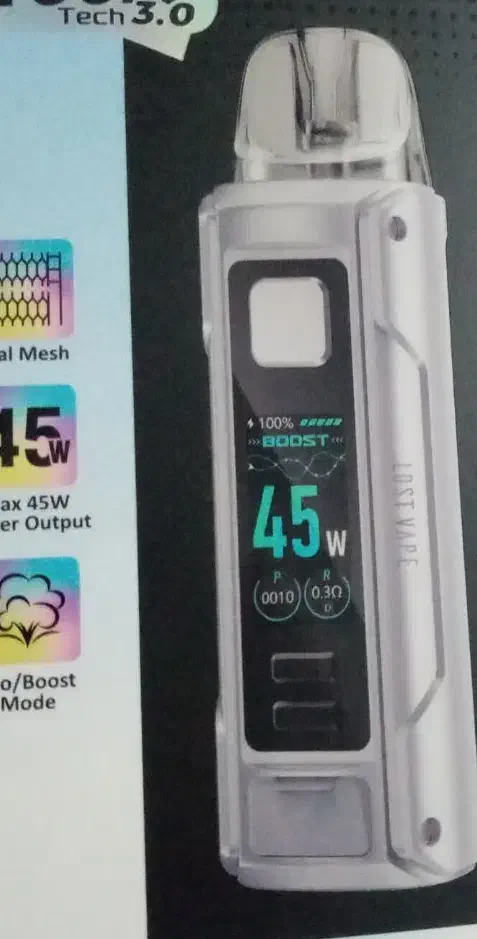 Tech 3.0
al Mesh
45W
ax 45W
er Output
o/Boost
Mode
100%
BOOST
45W
P
R
0010
0.3Ω
LOST VAPE